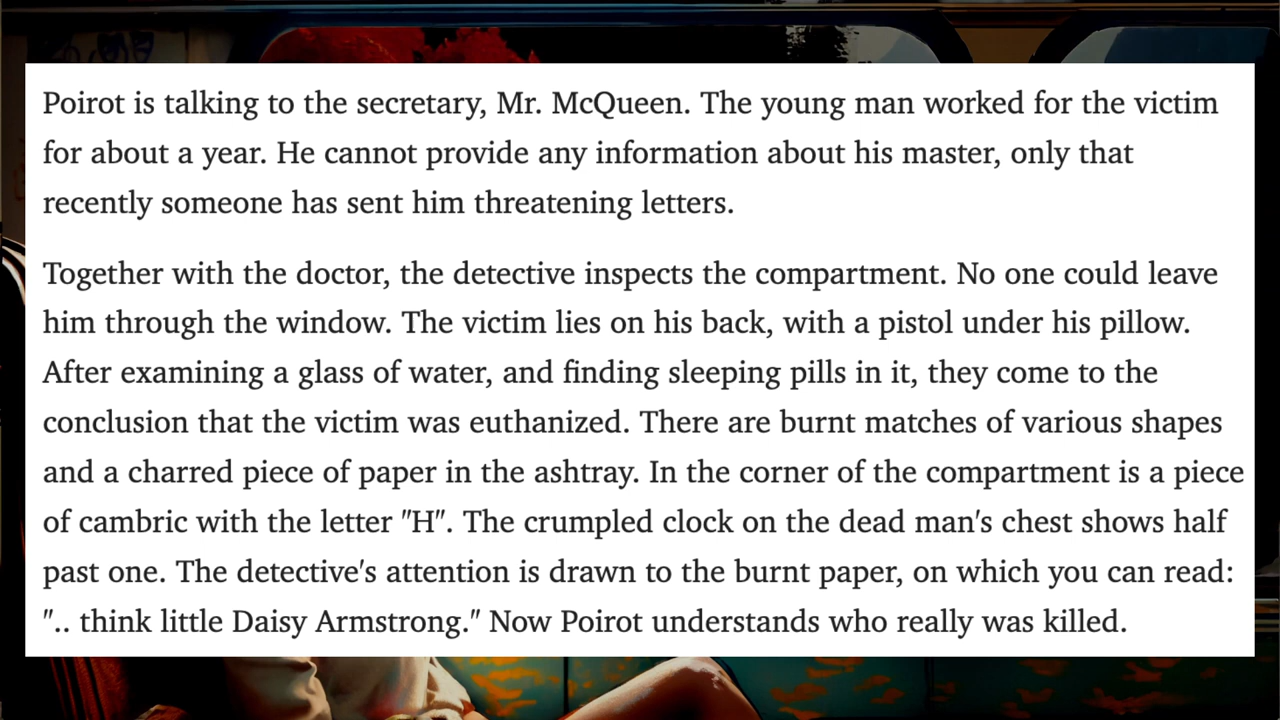 Poirot is talking to the secretary, Mr. McQueen. The young man worked for the victim
for about a year. He cannot provide any information about his master, only that
recently someone has sent him threatening letters.
Together with the doctor, the detective inspects the compartment. No one could leave
him through the window. The victim lies on his back, with a pistol under his pillow.
After examining a glass of water, and finding sleeping pills in it, they come to the
conclusion that the victim was euthanized. There are burnt matches of various shapes
and a charred piece of paper in the ashtray. In the corner of the compartment is a piece
of cambric with the letter "H". The crumpled clock on the dead man's chest shows half
past one. The detective's attention is drawn to the burnt paper, on which you can read:
".. think little Daisy Armstrong." Now Poirot understands who really was killed.